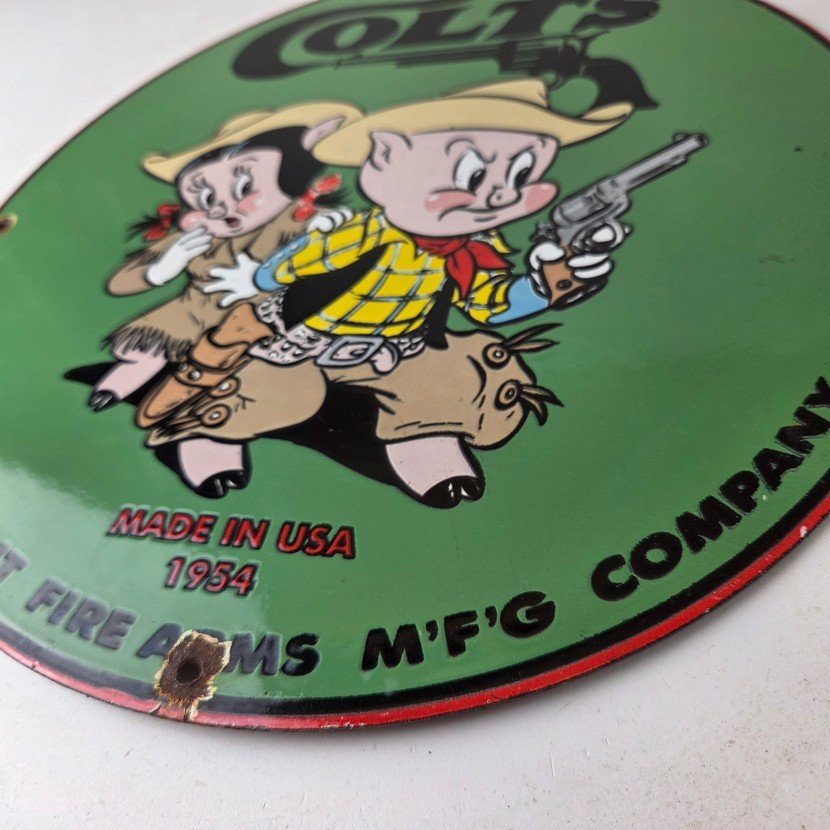 COLT'S
MADE IN USA
1954
FIRE ARMS M'F'G COMPANY